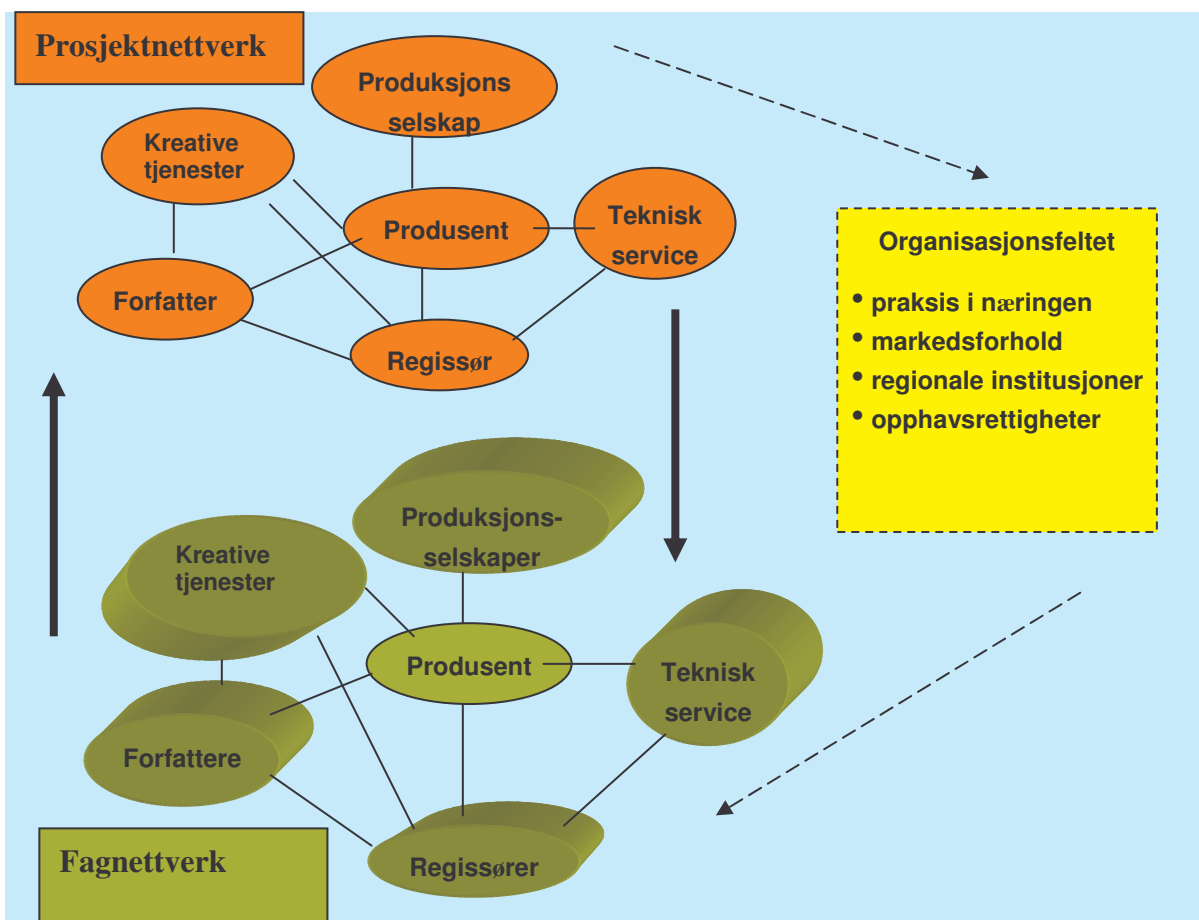 Prosjektnettverk
Produksjons
selskap
Kreative
tjenester
Produsent
Teknisk
service
Forfatter
Regissør
Organisasjonsfeltet
• praksis i næringen
• markedsforhold
• regionale institusjoner
• opphavsrettigheter
Produksjons-
selskaper
Kreative
tjenester
Produsent
Teknisk
service
Forfattere
Regissører
Fagnettverk